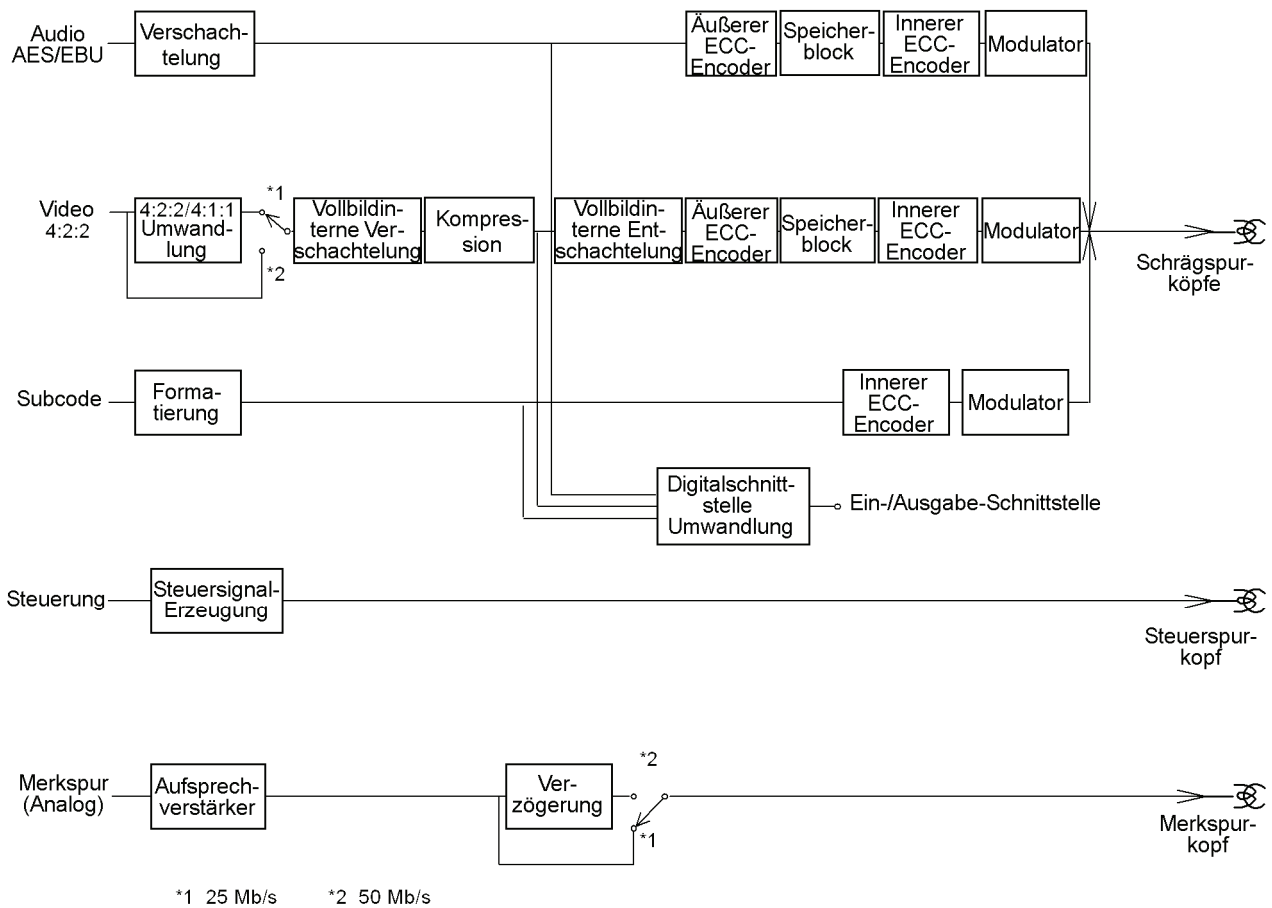 Audio
AES/EBU
Verschach-
telung
Äußerer
ECC-
Encoder
Speicher-
block
Innerer
ECC-
Encoder
Modulator
Video
4:2:2
4:2:2/4:1:1
Umwand-
lung
*1
*2
Vollbildin-
terne Ver-
schachtelung
Kompres-
sion
Vollbildin-
terne Ent-
schachtelung
Äußerer
ECC-
Encoder
Speicher-
block
Innerer
ECC-
Encoder
Modulator
Schrägspur-
köpfe
Subcode
Forma-
tierung
Innerer
ECC-
Encoder
Modulator
Digitalschnitt-
stelle
Umwandlung
Ein-/Ausgabe-Schnittstelle
Steuerung
Steuersignal-
Erzeugung
Steuerspur-
kopf
Merkspur
(Analog)
Aufsprech-
verstärker
Ver-
zögerung
*2
*1
Merkspur-
kopf
*1 25 Mb/s *2 50 Mb/s